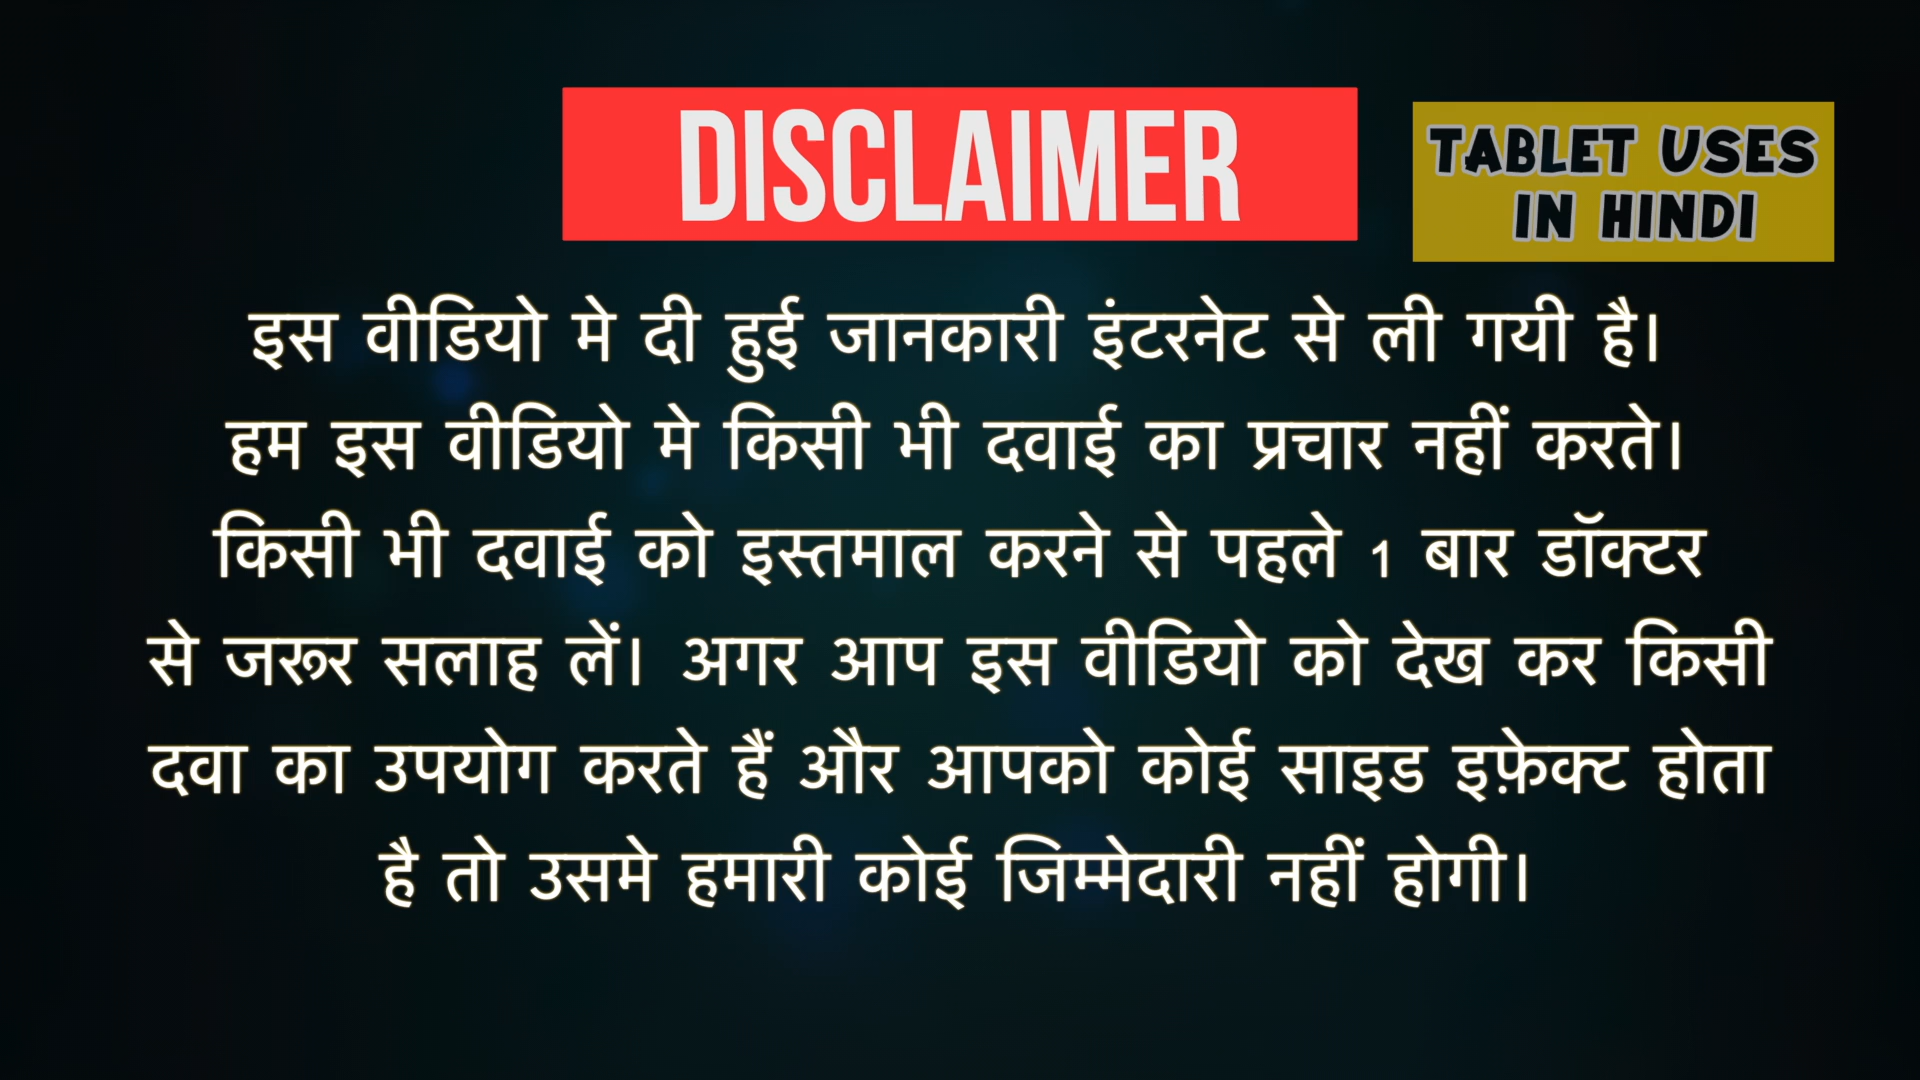 DISCLAIMER
TABLET USES
IN HINDI
इस वीडियो मे दी हुई जानकारी इंटरनेट से ली गयी है।
हम इस वीडियो मे किसी भी दवाई का प्रचार नहीं करते।
किसी भी दवाई को इस्तमाल करने से पहले 1 बार डॉक्टर
से जरूर सलाह लें। अगर आप इस वीडियो को देख कर किसी
दवा का उपयोग करते हैं और आपको कोई साइड इफ़ेक्ट होता
है तो उसमे हमारी कोई जिम्मेदारी नहीं होगी।